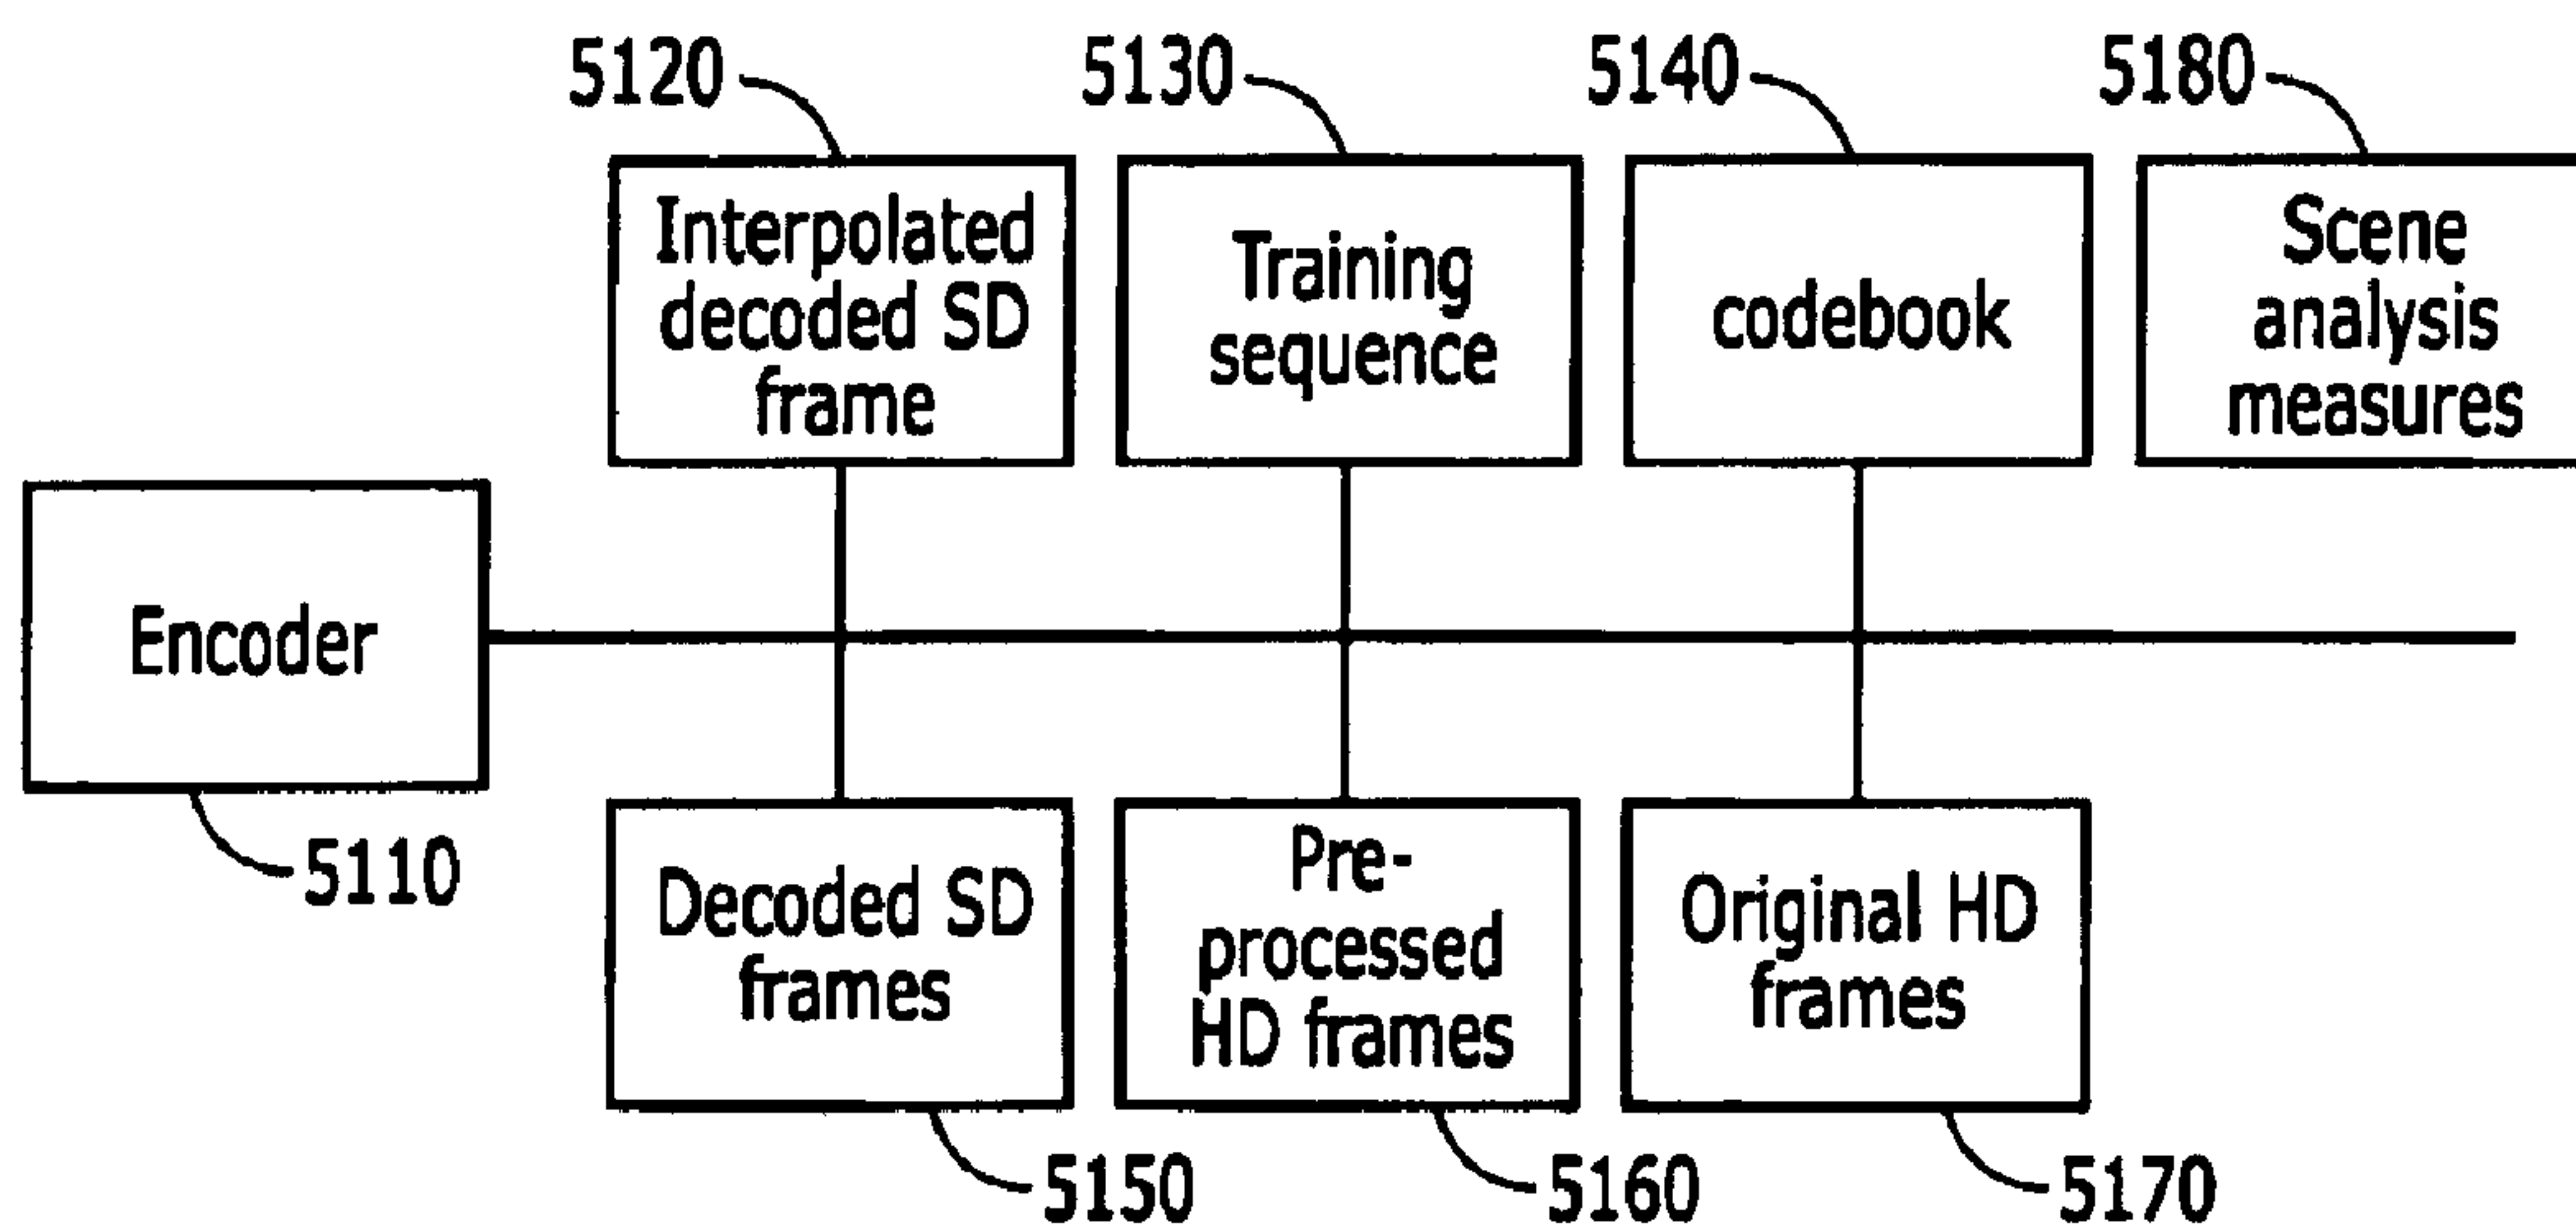 5120
5130
5140
5180
Interpolated
decoded SD
frame
Training
sequence
codebook
Scene
analysis
measures
Encoder
5110
Decoded SD
frames
Pre-
processed
HD frames
Original HD
frames
5150
5160
5170